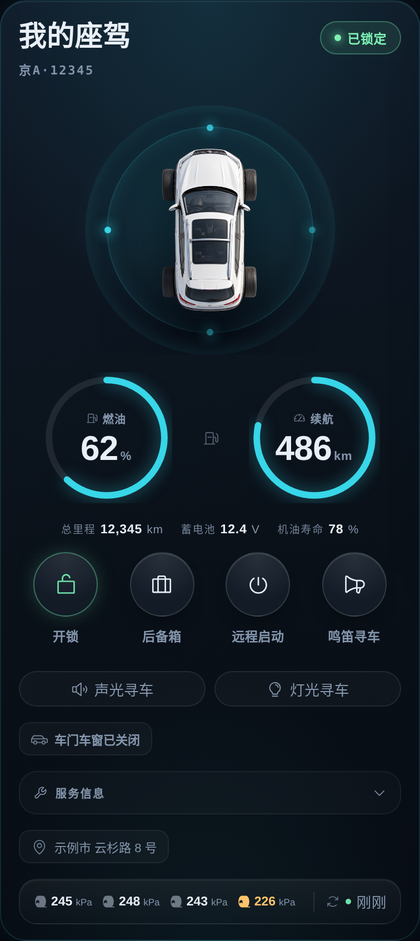 我的座驾
已锁定
京A·12345
燃油
62%
续航
486km
总里程 12,345 km 蓄电池 12.4 V 机油寿命 78 %
开锁
后备箱
远程启动
鸣笛寻车
声光寻车
灯光寻车
车门车窗已关闭
服务信息
示例市 云杉路 8 号
245 kPa 248 kPa 243 kPa 226 kPa 刚刚